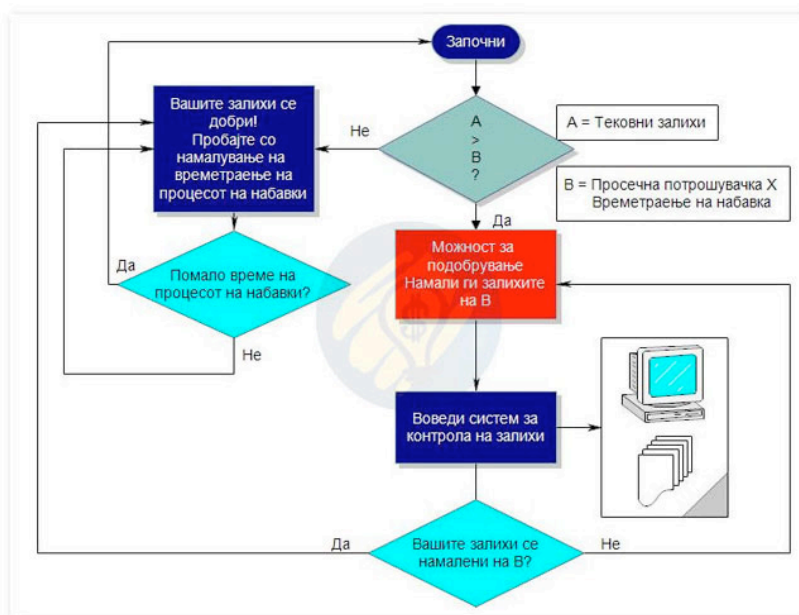 Започни
Вашите залихи се
добри!
Пробајте со
намалување на
времетраење на
процесот на набавки
Не
А
>
В
?
А = Тековни залихи
В = Просечна потрошувачка X
Времетраење на набавка
Да
Да
Помало време на
процесот на набавки?
Не
Можност за
подобрување
Намали ги залихите
на В
Воведи систем за
контрола на залихи
Да
Вашите залихи се
намалени на В?
Не